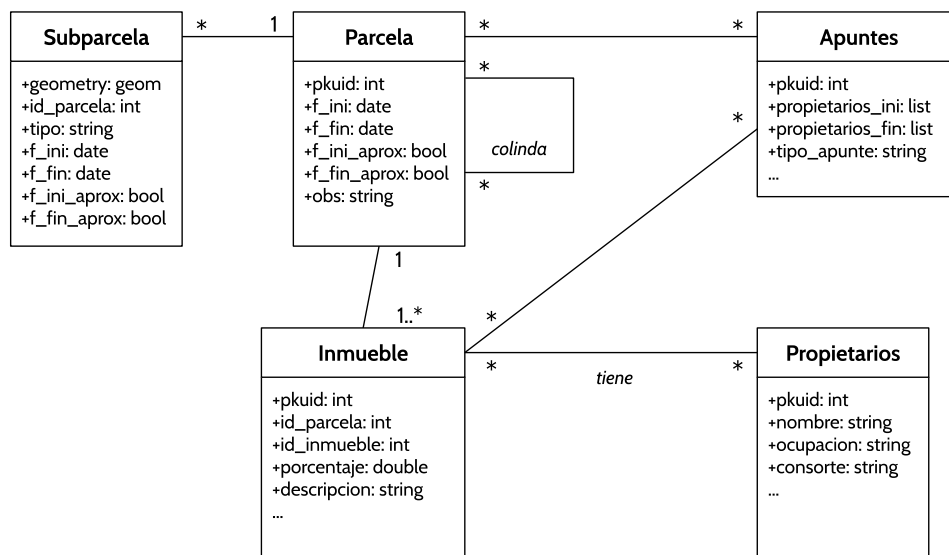 Subparcela
+geometry: geom
+id_parcela: int
+tipo: string
+f_ini: date
+f_fin: date
+f_ini_aprox: bool
+f_fin_aprox: bool
* 1
Parcela
+pkuid: int
+f_ini: date
+f_fin: date
+f_ini_aprox: bool
+f_fin_aprox: bool
+obs: string
* *
*
colinda
*
Apuntes
+pkuid: int
+propietarios_ini: list
+propietarios_fin: list
+tipo_apunte: string
...
*
1
1..*
*
Inmueble
+pkuid: int
+id_parcela: int
+id_inmueble: int
+porcentaje: double
+descripcion: string
...
* *
tiene
Propietarios
+pkuid: int
+nombre: string
+ocupacion: string
+consorte: string
...